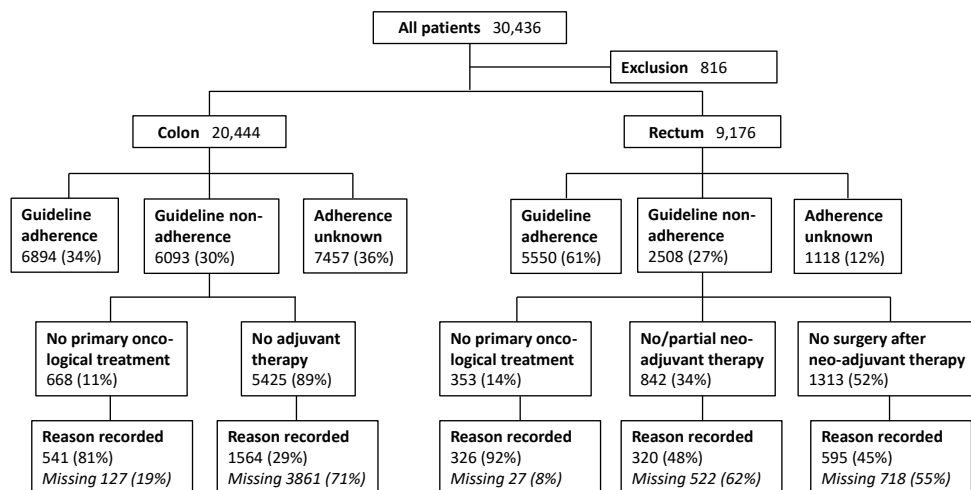 All patients 30,436
Exclusion 816
Colon 20,444
Rectum 9,176
Guideline
adherence
6894 (34%)
Guideline non-
adherence
6093 (30%)
Adherence
unknown
7457 (36%)
Guideline
adherence
5550 (61%)
Guideline non-
adherence
2508 (27%)
Adherence
unknown
1118 (12%)
No primary onco-
logical treatment
668 (11%)
No adjuvant
therapy
5425 (89%)
No primary onco-
logical treatment
353 (14%)
No/partial neo-
adjuvant therapy
842 (34%)
No surgery after
neo-adjuvant therapy
1313 (52%)
Reason recorded
541 (81%)
Missing 127 (19%)
Reason recorded
1564 (29%)
Missing 3861 (71%)
Reason recorded
326 (92%)
Missing 27 (8%)
Reason recorded
320 (48%)
Missing 522 (62%)
Reason recorded
595 (45%)
Missing 718 (55%)